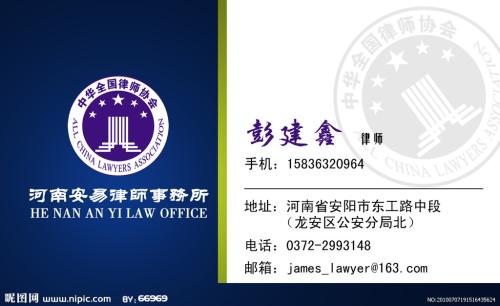 中华全国律师协会
ALL CHINA LAWYERS ASSOCIATION
河南安易律師事務所
HE NAN AN YI LAW OFFICE
昵图网 www.nipic.com BY: 66969
中华全国律师协会
ALL CHINA LAWYERS ASSOCIATION
彭建鑫 律师
手机：15836320964
地址：河南省安阳市东工路中段
（龙安区公安分局北）
电话：0372-2993148
邮箱：james_lawyer@163.com
NO:20100707191516435624